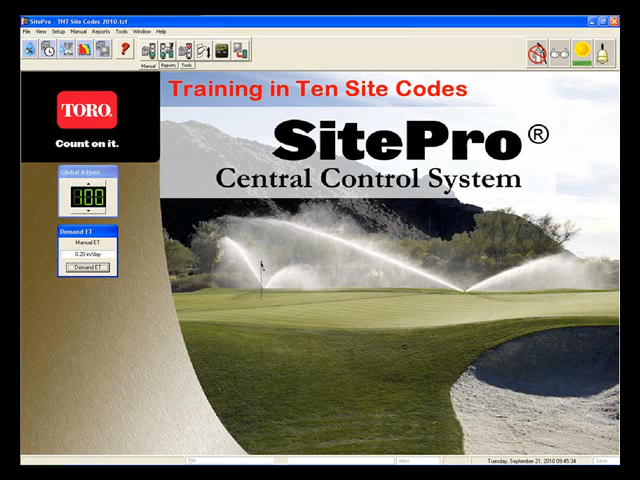 SitePro - TNT Site Codes 2010.tzf
File View Setup Manual Reports Tools Window Help
Manual Reports Tools
Training in Ten Site Codes
TORO
Count on it.
SitePro®
Central Control System
Global Adjust...
100
Demand ET
Manual ET
0.20 in/day
Demand ET
Tuesday, September 21, 2010 09:45:34